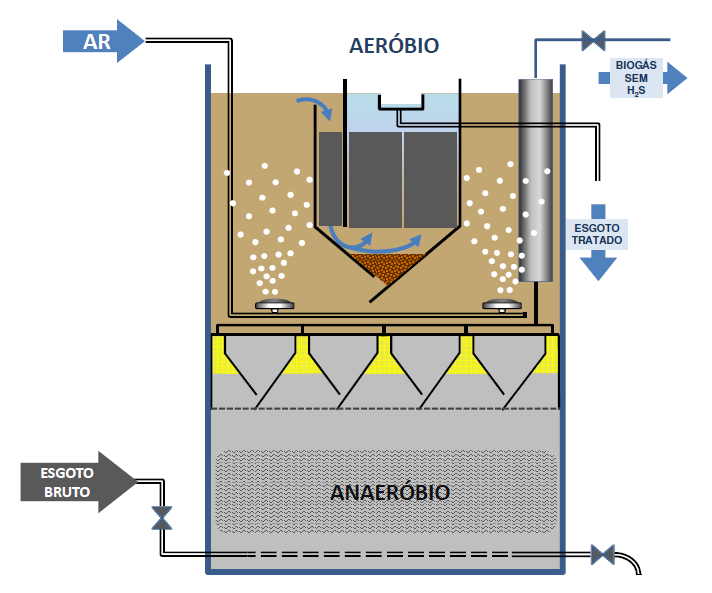 AR
AERÓBIO
BIOGÁS
SEM
H₂S
ESGOTO
TRATADO
ESGOTO
BRUTO
ANAERÓBIO